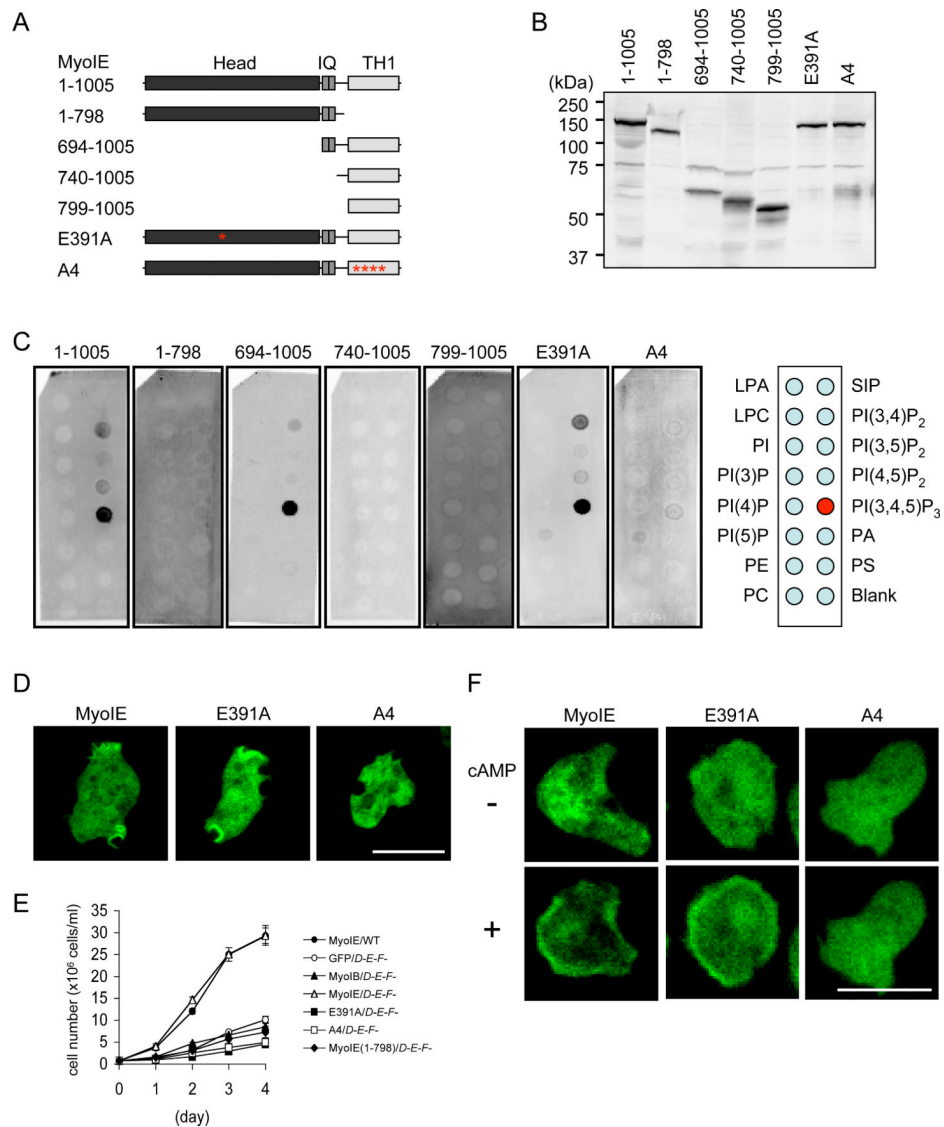 A
MyoIE
Head
IQ
TH1
1-1005
1-798
694-1005
740-1005
799-1005
E391A
*
A4
****
B
1-1005
1-798
694-1005
740-1005
799-1005
E391A
A4
(kDa)
250
150
100
75
50
37
C
1-1005
1-798
694-1005
740-1005
799-1005
E391A
A4
LPA
SIP
LPC
PI(3,4)P2
PI
PI(3,5)P2
PI(3)P
PI(4,5)P2
PI(4)P
PI(3,4,5)P3
PI(5)P
PA
PE
PS
PC
Blank
D
MyoIE
E391A
A4
E
cell number (x10⁶ cells/ml)
35
30
25
20
15
10
5
0
0 1 2 3 4
(day)
MyoIE/WT
GFP/D-E-F-
MyoIB/D-E-F-
MyoIE/D-E-F-
E391A/D-E-F-
A4/D-E-F-
MyoIE(1-798)/D-E-F-
F
MyoIE
E391A
A4
cAMP
-
+